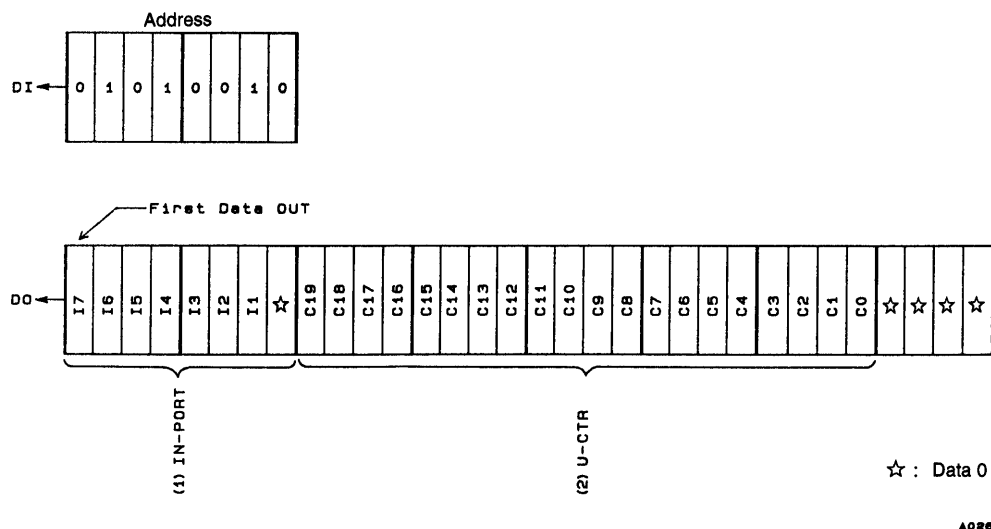 Address
DI 0 1 0 1 0 0 1 0
First Data OUT
DO I7 I6 I5 I4 I3 I2 I1 ☆ C19 C18 C17 C16 C15 C14 C13 C12 C11 C10 C9 C8 C7 C6 C5 C4 C3 C2 C1 C0 ☆ ☆ ☆ ☆
(1) IN-PORT
(2) U-CTR
☆ : Data 0